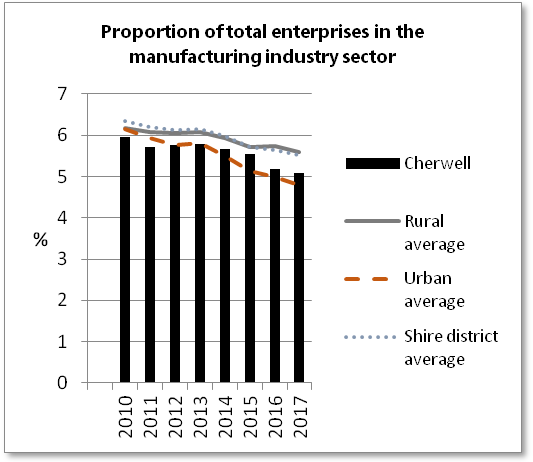 Proportion of total enterprises in the
manufacturing industry sector
7
6
5
4
3
2
1
0
%
2010
2011
2012
2013
2014
2015
2016
2017
Cherwell
Rural
average
Urban
average
Shire district
average